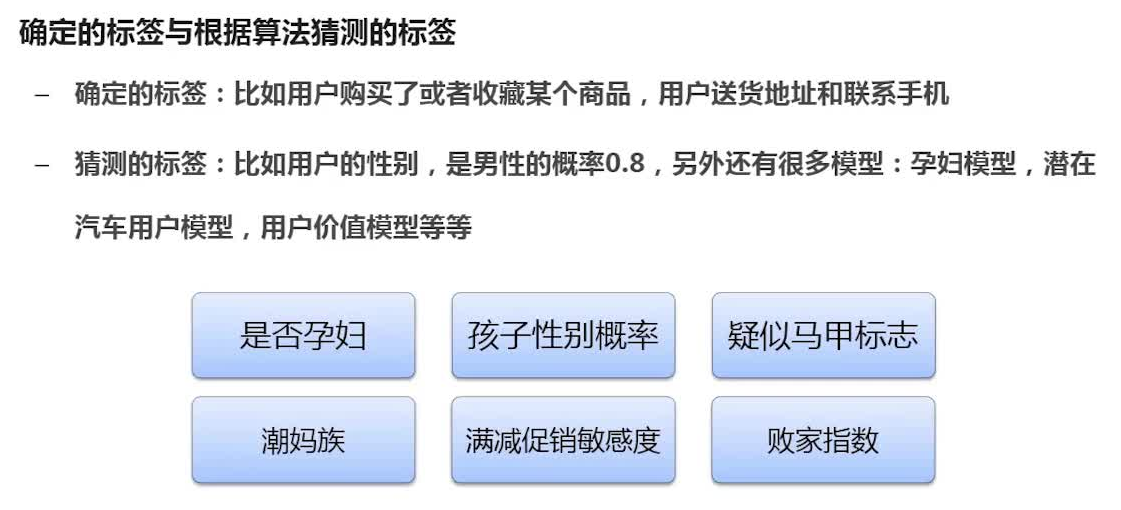 确定的标签与根据算法猜测的标签
– 确定的标签：比如用户购买了或者收藏某个商品，用户送货地址和联系手机
– 猜测的标签：比如用户的性别，是男性的概率0.8，另外还有很多模型：孕妇模型，潜在
汽车用户模型，用户价值模型等等
是否孕妇
孩子性别概率
疑似马甲标志
潮妈族
满减促销敏感度
败家指数